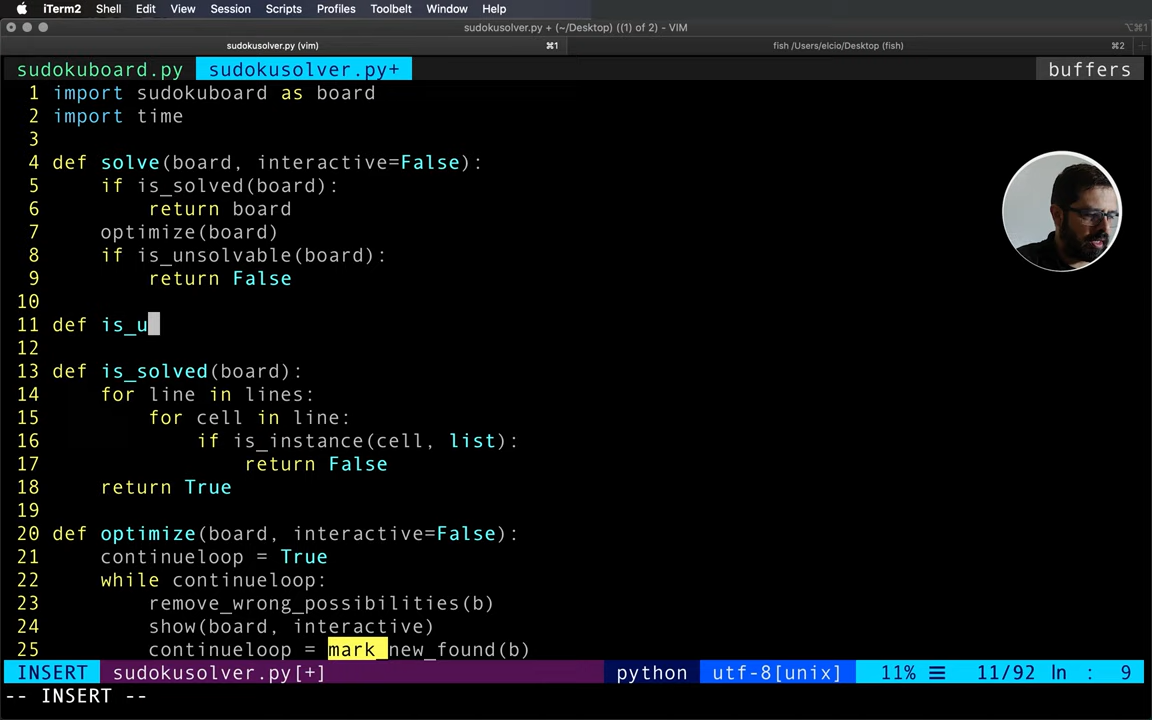 iTerm2 Shell Edit View Session Scripts Profiles Toolbelt Window Help
sudokusolver.py + (~/Desktop) ((1) of 2) - VIM ⌥⌘1
sudokusolver.py (vim) ⌘1 fish /Users/elcio/Desktop (fish) ⌘2 +
sudokuboard.py sudokusolver.py+ buffers
1 import sudokuboard as board
2 import time
3
4 def solve(board, interactive=False):
5 if is_solved(board):
6 return board
7 optimize(board)
8 if is_unsolvable(board):
9 return False
10
11 def is_u
12
13 def is_solved(board):
14 for line in lines:
15 for cell in line:
16 if is_instance(cell, list):
17 return False
18 return True
19
20 def optimize(board, interactive=False):
21 continueloop = True
22 while continueloop:
23 remove_wrong_possibilities(b)
24 show(board, interactive)
25 continueloop = mark_new_found(b)
INSERT sudokusolver.py[+] python utf-8[unix] 11% ☰ 11/92 ln : 9
-- INSERT --